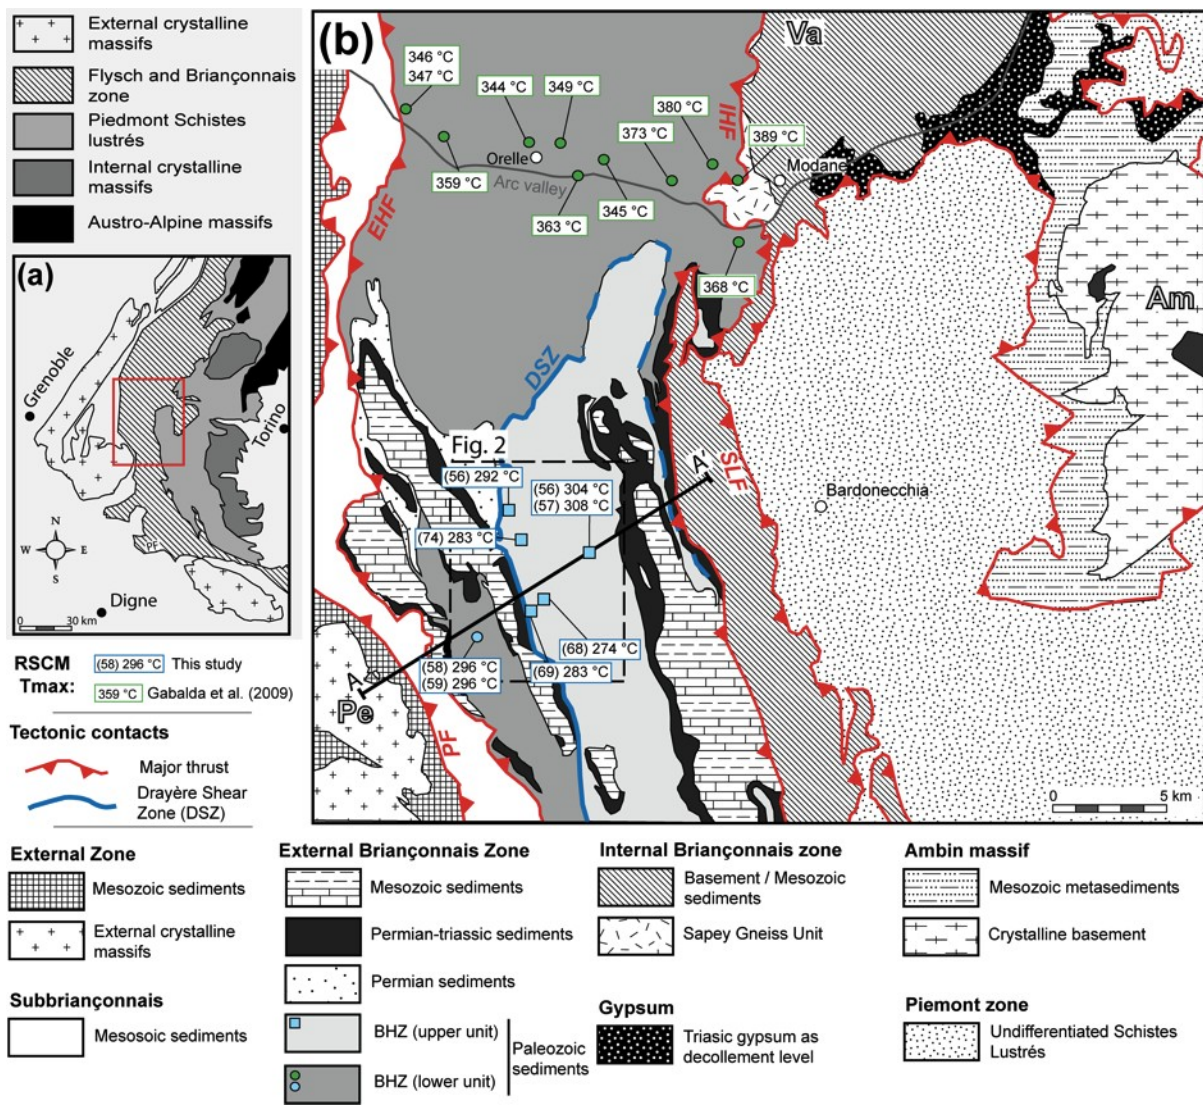 External crystalline
massifs
Flysch and Briançonnais
zone
Piedmont Schistes
lustrés
Internal crystalline
massifs
Austro-Alpine massifs
(a)
Grenoble
Torino
N
W E
S
PF
Digne
0 30 km
RSCM
Tmax:
(58) 296 °C This study
359 °C Gabalda et al. (2009)
Tectonic contacts
Major thrust
Drayère Shear
Zone (DSZ)
(b)
Va
346 °C
347 °C
344 °C
349 °C
380 °C
373 °C
IHF
389 °C
Orelle
Modane
Arc valley
359 °C
345 °C
363 °C
EHF
368 °C
Am
DSZ
Fig. 2
A'
SLF
(56) 292 °C
(56) 304 °C
(57) 308 °C
Bardonecchia
(74) 283 °C
(68) 274 °C
(58) 296 °C
(59) 296 °C
(69) 283 °C
A
Pe
PF
0 5 km
External Zone
Mesozoic sediments
External crystalline
massifs
Subbriançonnais
Mesosoic sediments
External Briançonnais Zone
Mesozoic sediments
Permian-triassic sediments
Permian sediments
BHZ (upper unit)
BHZ (lower unit)
Paleozoic
sediments
Internal Briançonnais zone
Basement / Mesozoic
sediments
Sapey Gneiss Unit
Gypsum
Triasic gypsum as
decollement level
Ambin massif
Mesozoic metasediments
Crystalline basement
Piemont zone
Undifferentiated Schistes
Lustrés